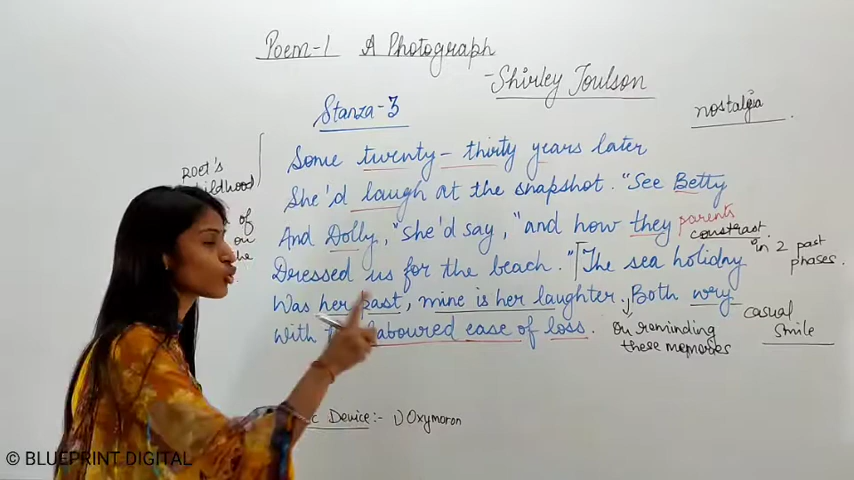 Poem-1 A Photograph
-Shirley Toulson
Stanza-3
nostalgia
poet's
childhood
Some twenty-thirty years later
She'd laugh at the snapshot. "See Betty
And Dolly," she'd say, "and how they
parents
contrast
in 2 past
phases.
of
on
Dressed us for the beach." The sea holiday
Was her past, mine is her laughter. Both wry
casual
smile
With laboured ease of loss.
On reminding
these memories
Device:- 1) Oxymoron
© BLUEPRINT DIGITAL